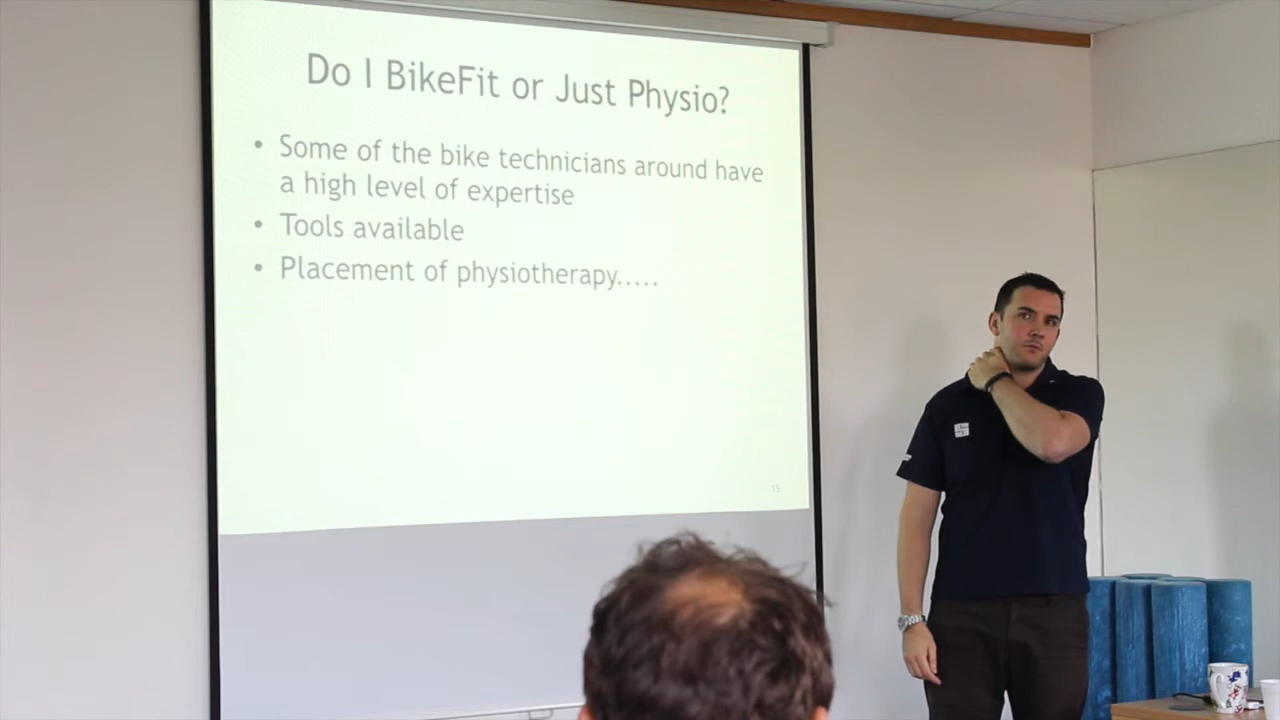 Do I BikeFit or Just Physio?
• Some of the bike technicians around have
a high level of expertise
• Tools available
• Placement of physiotherapy.....
15